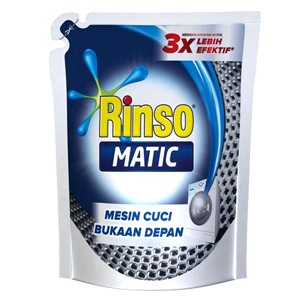 3X
LEBIH
EFEKTIF*
Rinso
MATIC
MESIN CUCI
BUKAAN DEPAN